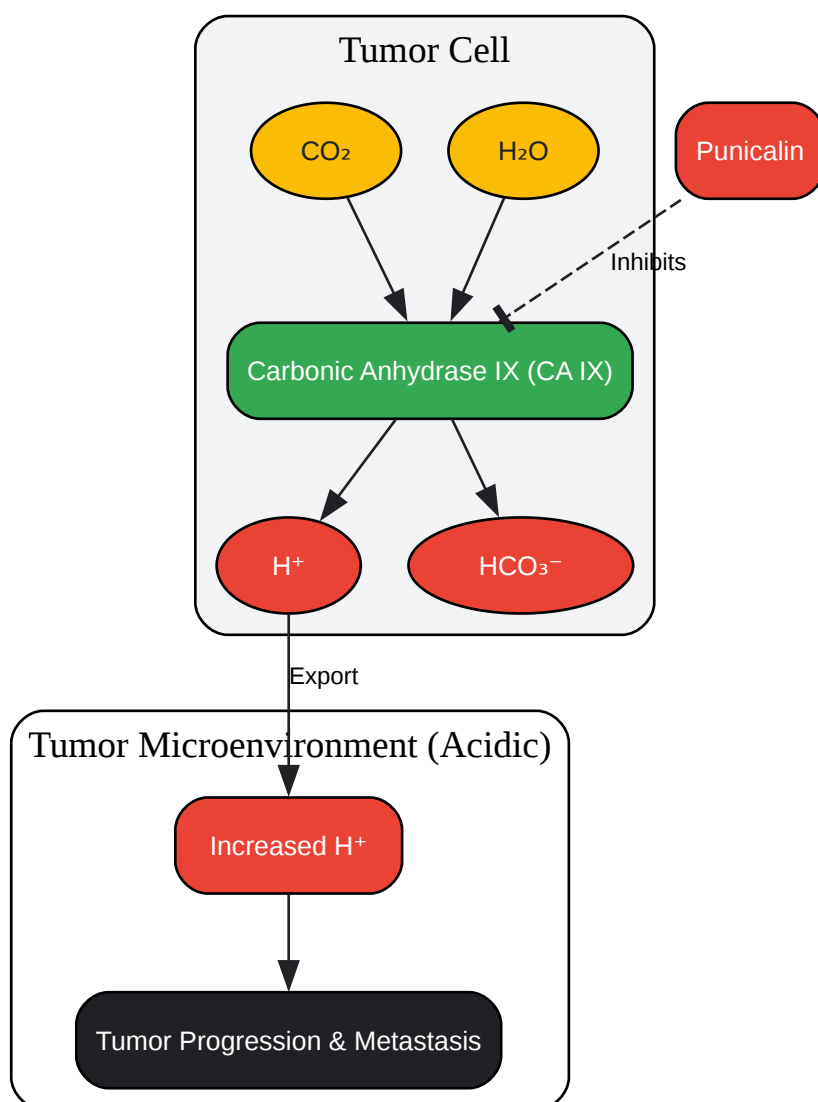 Tumor Cell
CO₂
H₂O
Punicalin
Inhibits
Carbonic Anhydrase IX (CA IX)
H⁺
HCO₃⁻
Export
Tumor Microenvironment (Acidic)
Increased H⁺
Tumor Progression & Metastasis